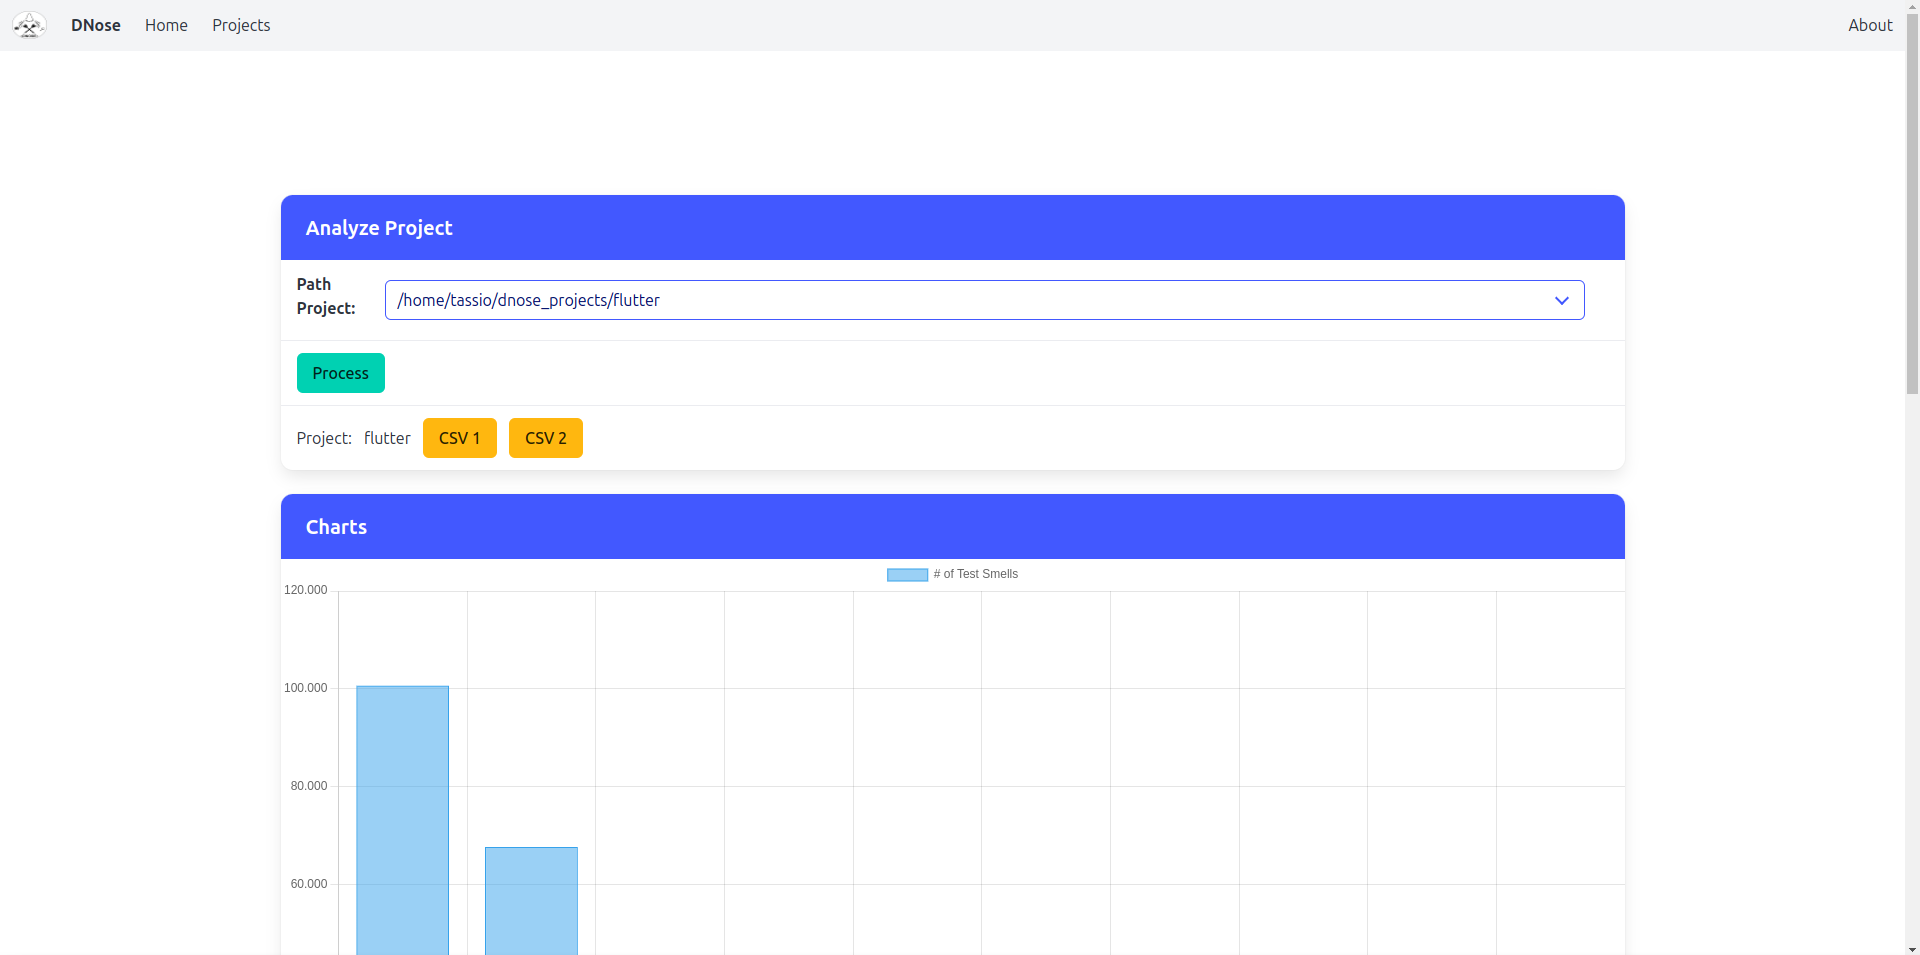 DNose Home Projects About
Analyze Project
Path
Project:
/home/tassio/dnose_projects/flutter
Process
Project: flutter CSV 1 CSV 2
Charts
# of Test Smells
120.000
100.000
80.000
60.000